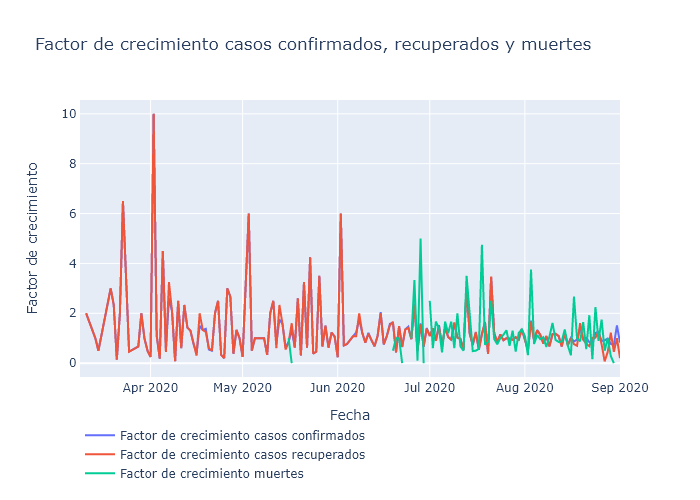 Factor de crecimiento casos confirmados, recuperados y muertes
Factor de crecimiento
10
8
6
4
2
0
Apr 2020
May 2020
Jun 2020
Jul 2020
Aug 2020
Sep 2020
Fecha
Factor de crecimiento casos confirmados
Factor de crecimiento casos recuperados
Factor de crecimiento muertes